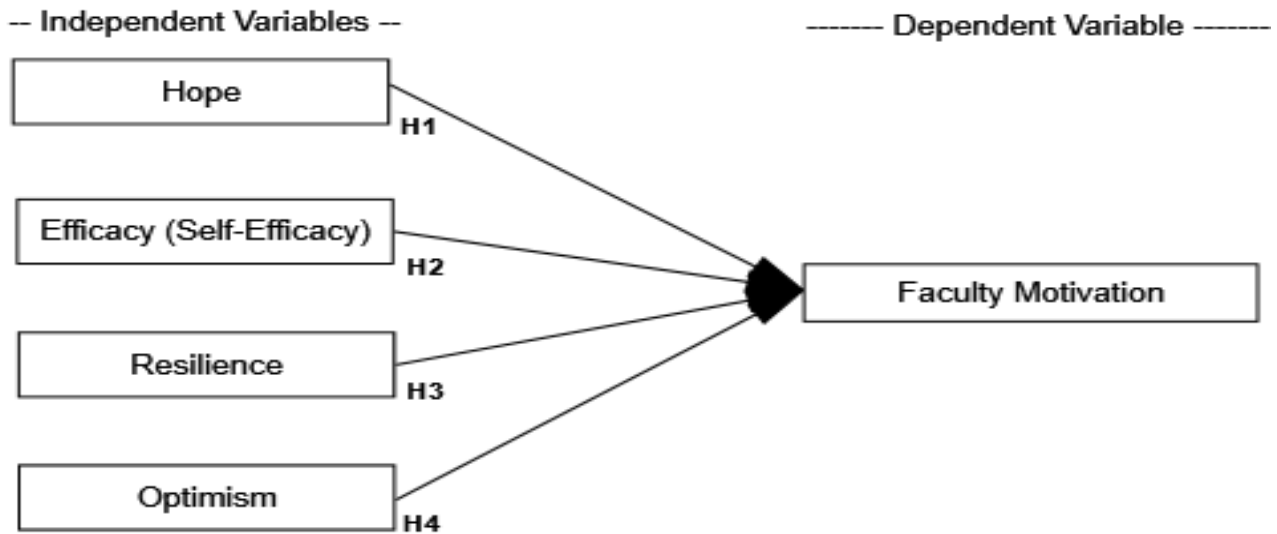 -- Independent Variables --
------- Dependent Variable -------
Hope
H1
Efficacy (Self-Efficacy)
H2
Faculty Motivation
Resilience
H3
Optimism
H4